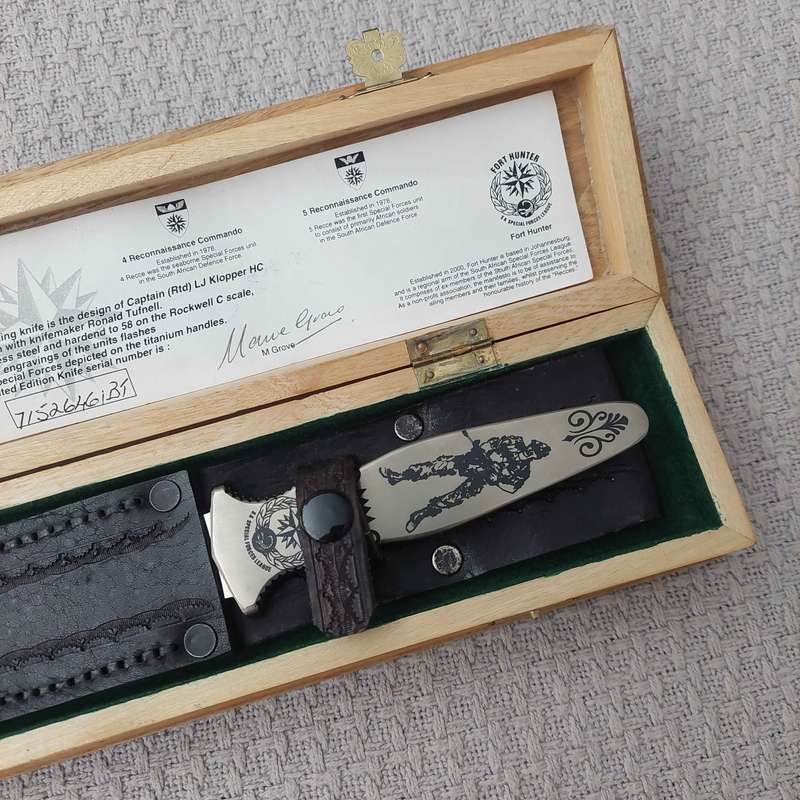 4 Reconnaissance Commando
Established in 1978.
4 Recce was the seaborne Special Forces unit
in the South African Defence Force.
5 Reconnaissance Commando
Established in 1978.
5 Recce was the first Special Forces unit
to consist of primarily African soldiers
in the South African Defence Force
FORT HUNTER
S A SPECIAL FORCES LEAGUE
Fort Hunter
Established in 2000, Fort Hunter is based in Johannesburg,
and is a regional arm of the South African Special Forces League.
It comprises of ex-members of the South African Special Forces.
As a non-profit association, the manifesto is to be of assistance to
ailing members and their families, whilst preserving the
honourable history of the "Recces".
ing knife is the design of Captain (Rtd) LJ Klopper HC
with knifemaker Ronald Tufnell.
ess steel and hardend to 58 on the Rockwell C scale,
engravings of the units flashes
pecial Forces depicted on the titanium handles.
ited Edition Knife serial number is :
M Grove
S A SPECIAL FORCES